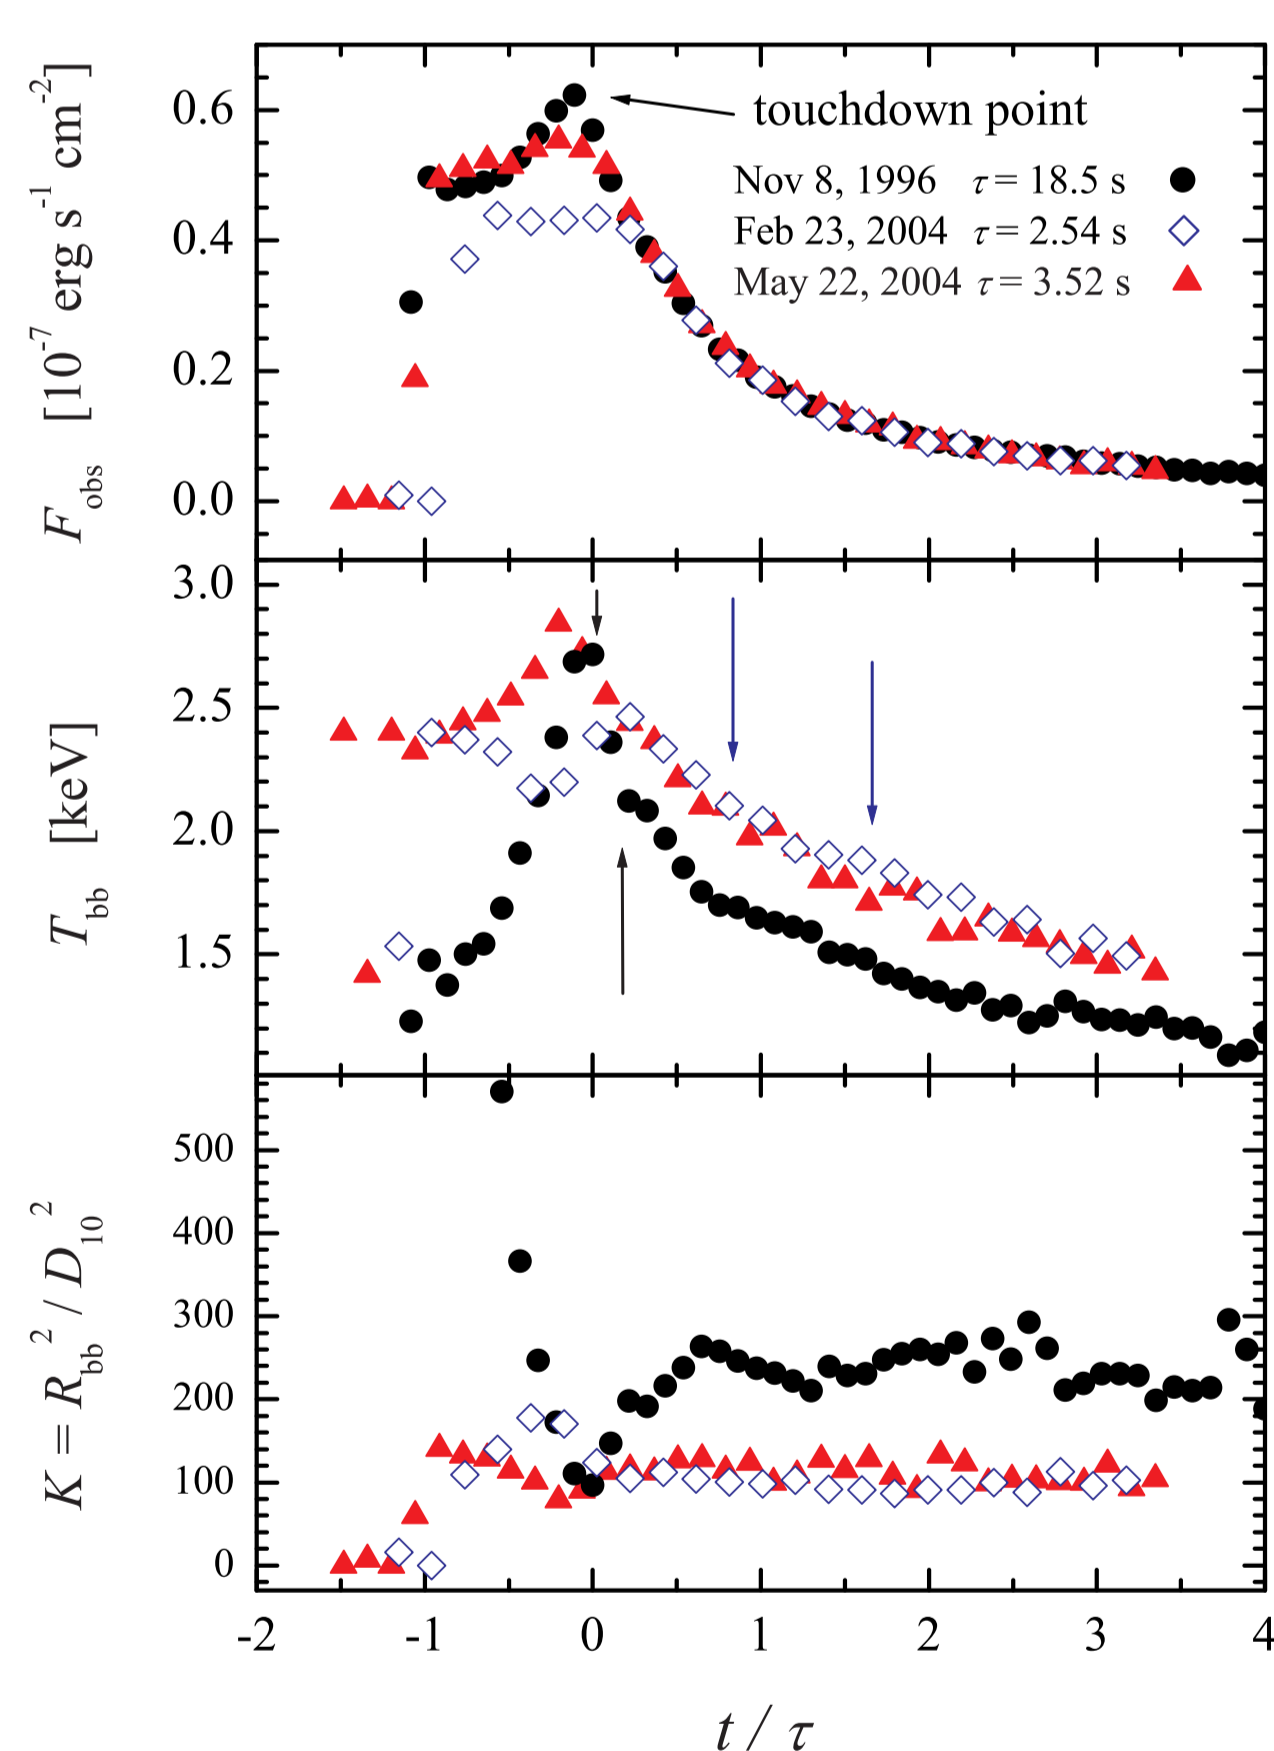 F_obs [10^-7 erg s^-1 cm^-2]
0.6
0.4
0.2
0.0
touchdown point
Nov 8, 1996 τ = 18.5 s
Feb 23, 2004 τ = 2.54 s
May 22, 2004 τ = 3.52 s
T_bb [keV]
3.0
2.5
2.0
1.5
K = R_bb^2 / D_10^2
500
400
300
200
100
0
-2 -1 0 1 2 3 4
t / τ